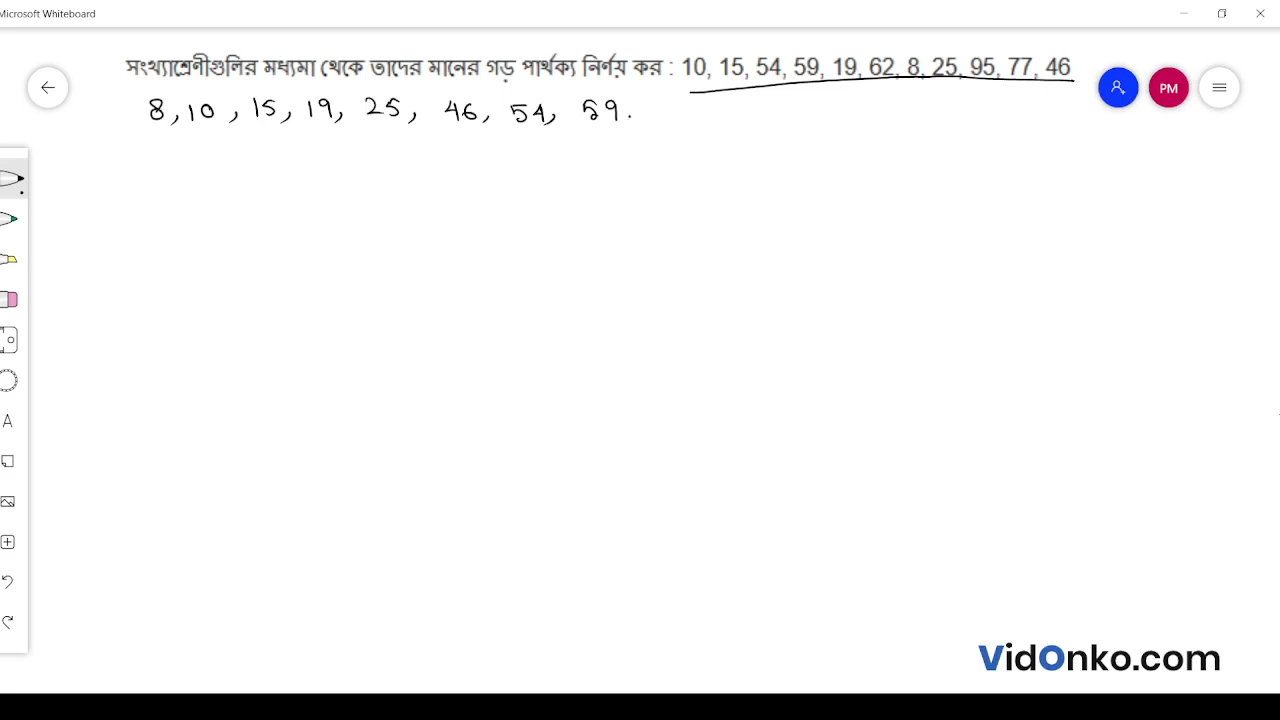 Microsoft Whiteboard
সংখ্যাশ্রেণীগুলির মধ্যমা থেকে তাদের মানের গড় পার্থক্য নির্ণয় কর : 10, 15, 54, 59, 19, 62, 8, 25, 95, 77, 46
PM
8, 10, 15, 19, 25, 46, 54, 59.
A
VidOnko.com